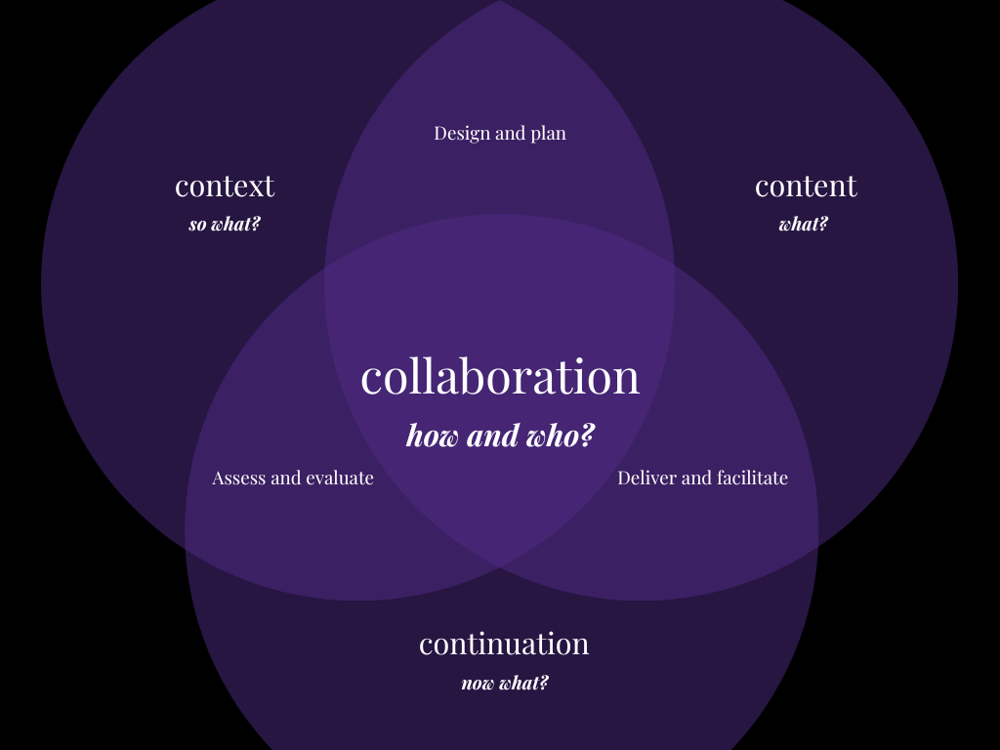 Design and plan
context
so what?
content
what?
collaboration
how and who?
Assess and evaluate
Deliver and facilitate
continuation
now what?